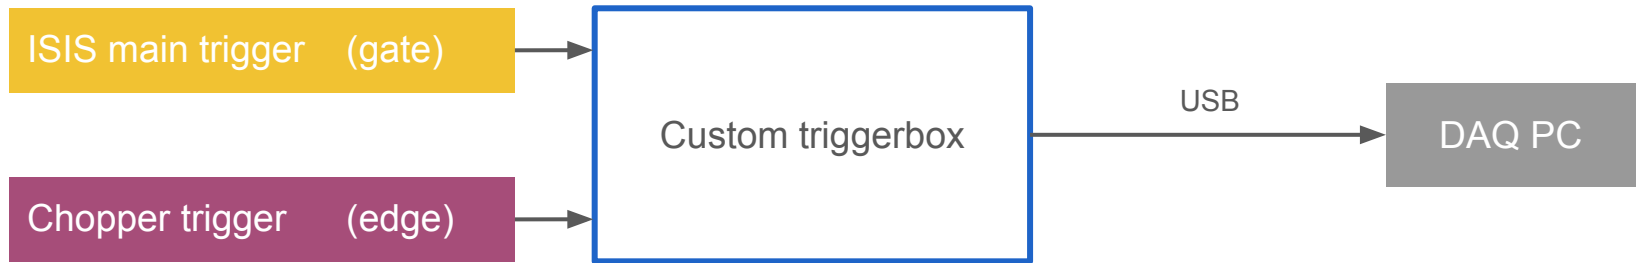 ISIS main trigger (gate)
Custom triggerbox
USB
DAQ PC
Chopper trigger (edge)